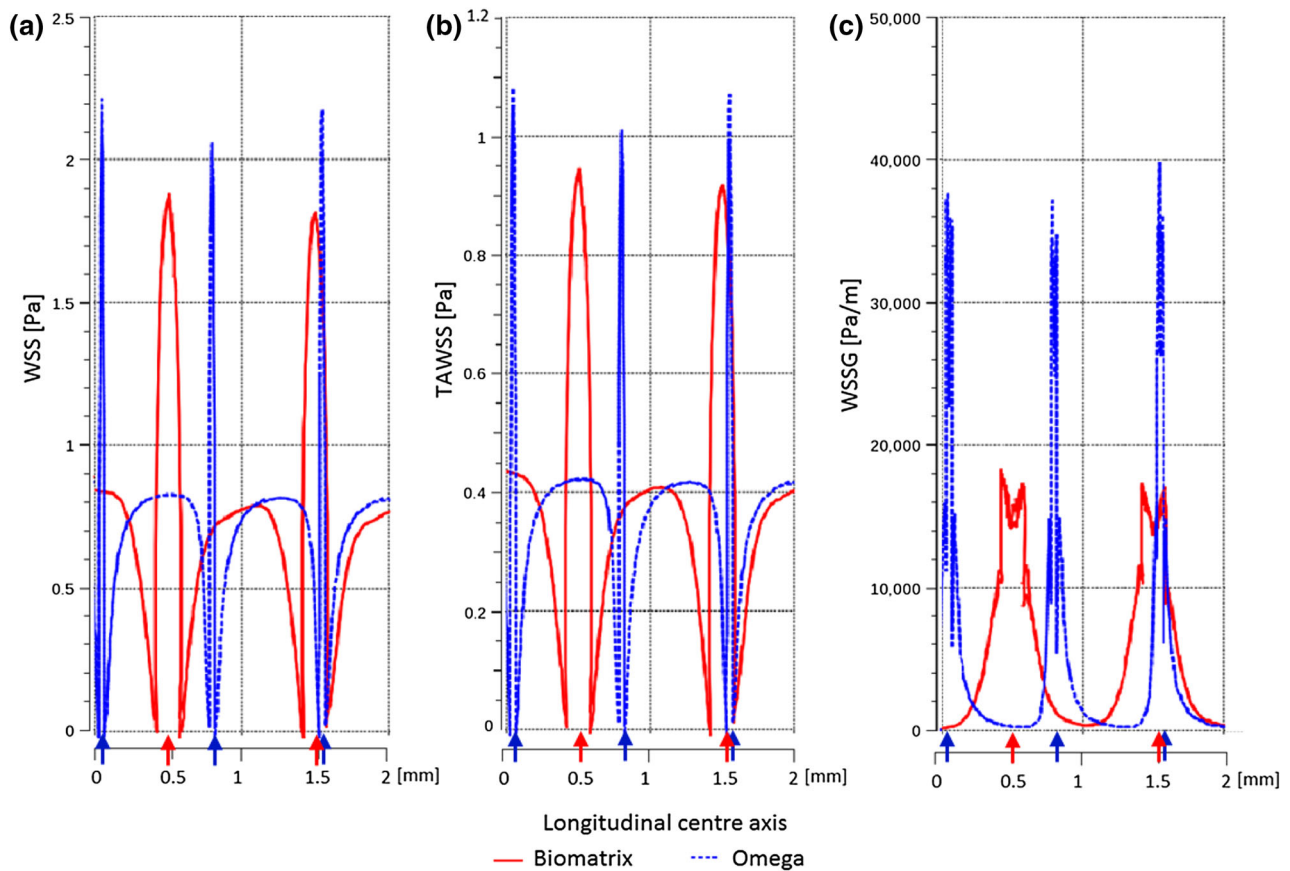 (a)
WSS [Pa]
2.5
2
1.5
1
0.5
0
0 0.5 1 1.5 2 [mm]
(b)
TAWSS [Pa]
1.2
1
0.8
0.6
0.4
0.2
0
0 0.5 1 1.5 2 [mm]
(c)
WSSG [Pa/m]
50,000
40,000
30,000
20,000
10,000
0
0 0.5 1 1.5 2 [mm]
Longitudinal centre axis
Biomatrix Omega